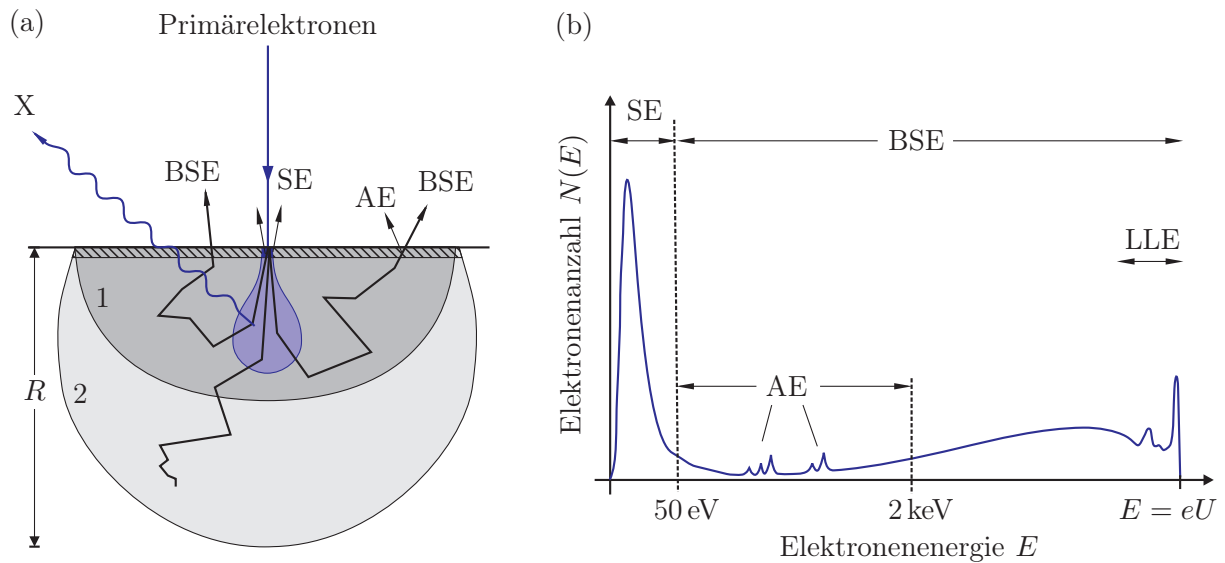 (a)
Primärelektronen
X
BSE
SE
AE
BSE
1
2
R
(b)
Elektronenanzahl N(E)
SE
BSE
LLE
AE
50 eV
2 keV
E = eU
Elektronenenergie E